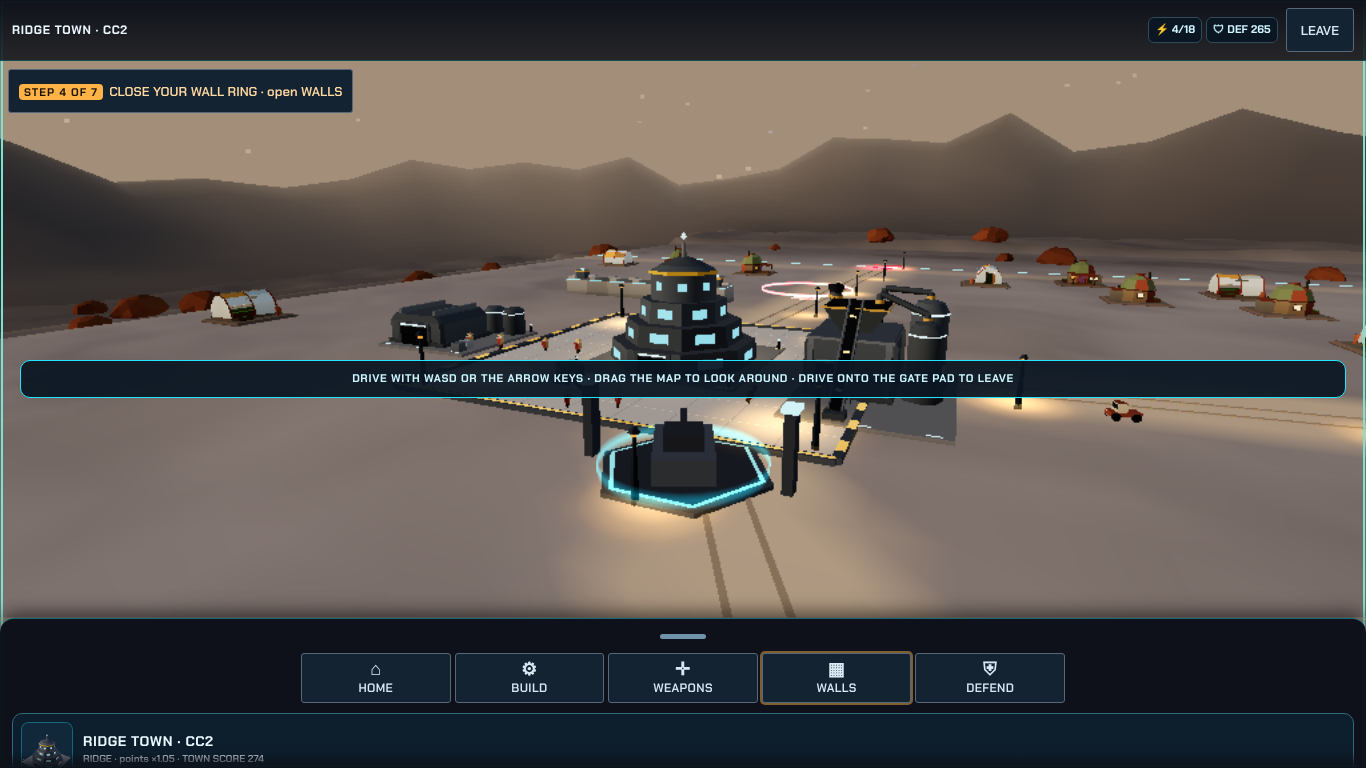 RIDGE TOWN · CC2
⚡ 4/18
🛡 DEF 265
LEAVE
STEP 4 OF 7 CLOSE YOUR WALL RING · open WALLS
DRIVE WITH WASD OR THE ARROW KEYS · DRAG THE MAP TO LOOK AROUND · DRIVE ONTO THE GATE PAD TO LEAVE
HOME
BUILD
WEAPONS
WALLS
DEFEND
RIDGE TOWN · CC2
RIDGE · points ×1.05 · TOWN SCORE 274